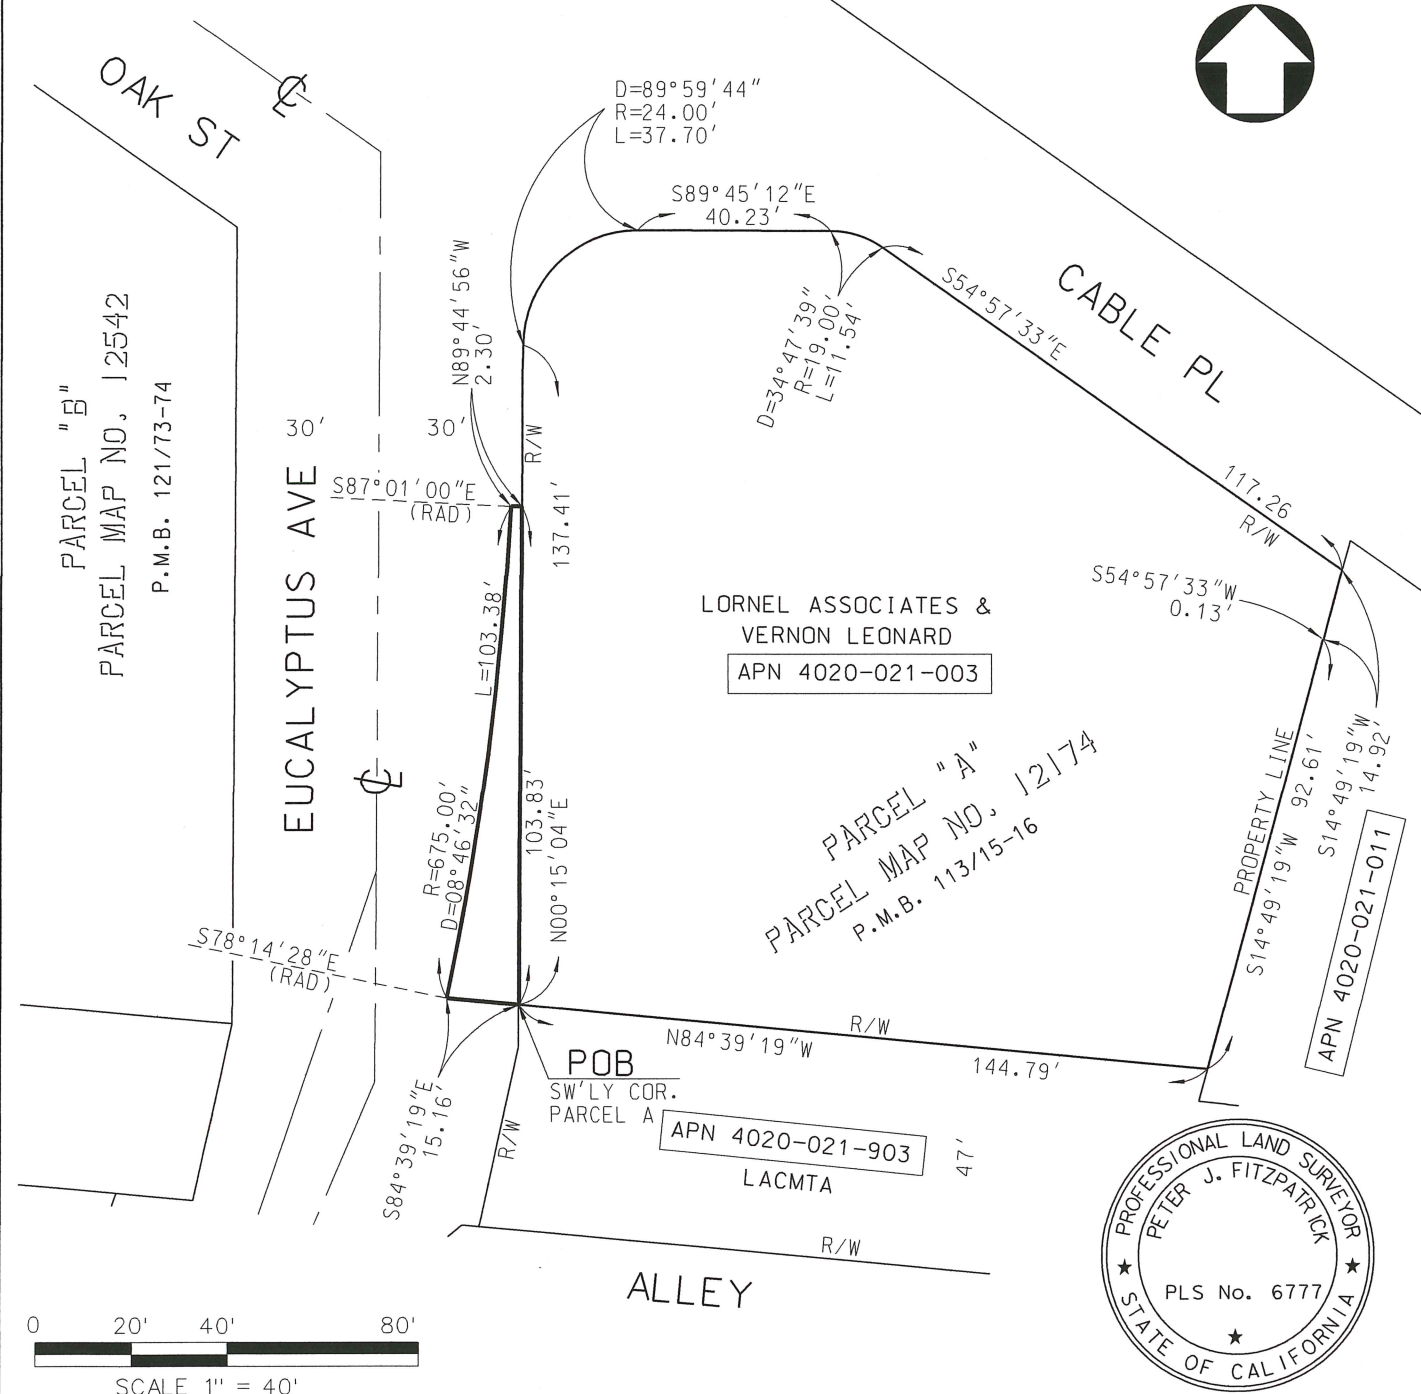 OAK ST
℄
D=89°59'44"
R=24.00'
L=37.70'
S89°45'12"E
40.23'
N89°44'56"W
2.30'
CABLE PL
S54°57'33"E
117.26
R/W
D=34°47'39"
R=19.00'
L=11.54'
PARCEL "B"
PARCEL MAP NO. 12542
P.M.B. 121/73-74
30'
30'
R/W
EUCALYPTUS AVE
S87°01'00"E
(RAD)
137.41'
S54°57'33"W
0.13'
LORNEL ASSOCIATES &
VERNON LEONARD
APN 4020-021-003
L=103.38'
R=675.00'
D=08°46'32"
103.83'
N00°15'04"E
℄
PARCEL "A"
PARCEL MAP NO. 12174
P.M.B. 113/15-16
PROPERTY LINE
S14°49'19"W 92.61'
S14°49'19"W
14.92'
APN 4020-021-011
S78°14'28"E
(RAD)
R/W
N84°39'19"W
144.79'
POB
SW'LY COR.
PARCEL A
S84°39'19"E
15.16'
R/W
APN 4020-021-903
LACMTA
47'
R/W
ALLEY
PROFESSIONAL LAND SURVEYOR
PETER J. FITZPATRICK
PLS No. 6777
STATE OF CALIFORNIA
0 20' 40' 80'
SCALE 1" = 40'